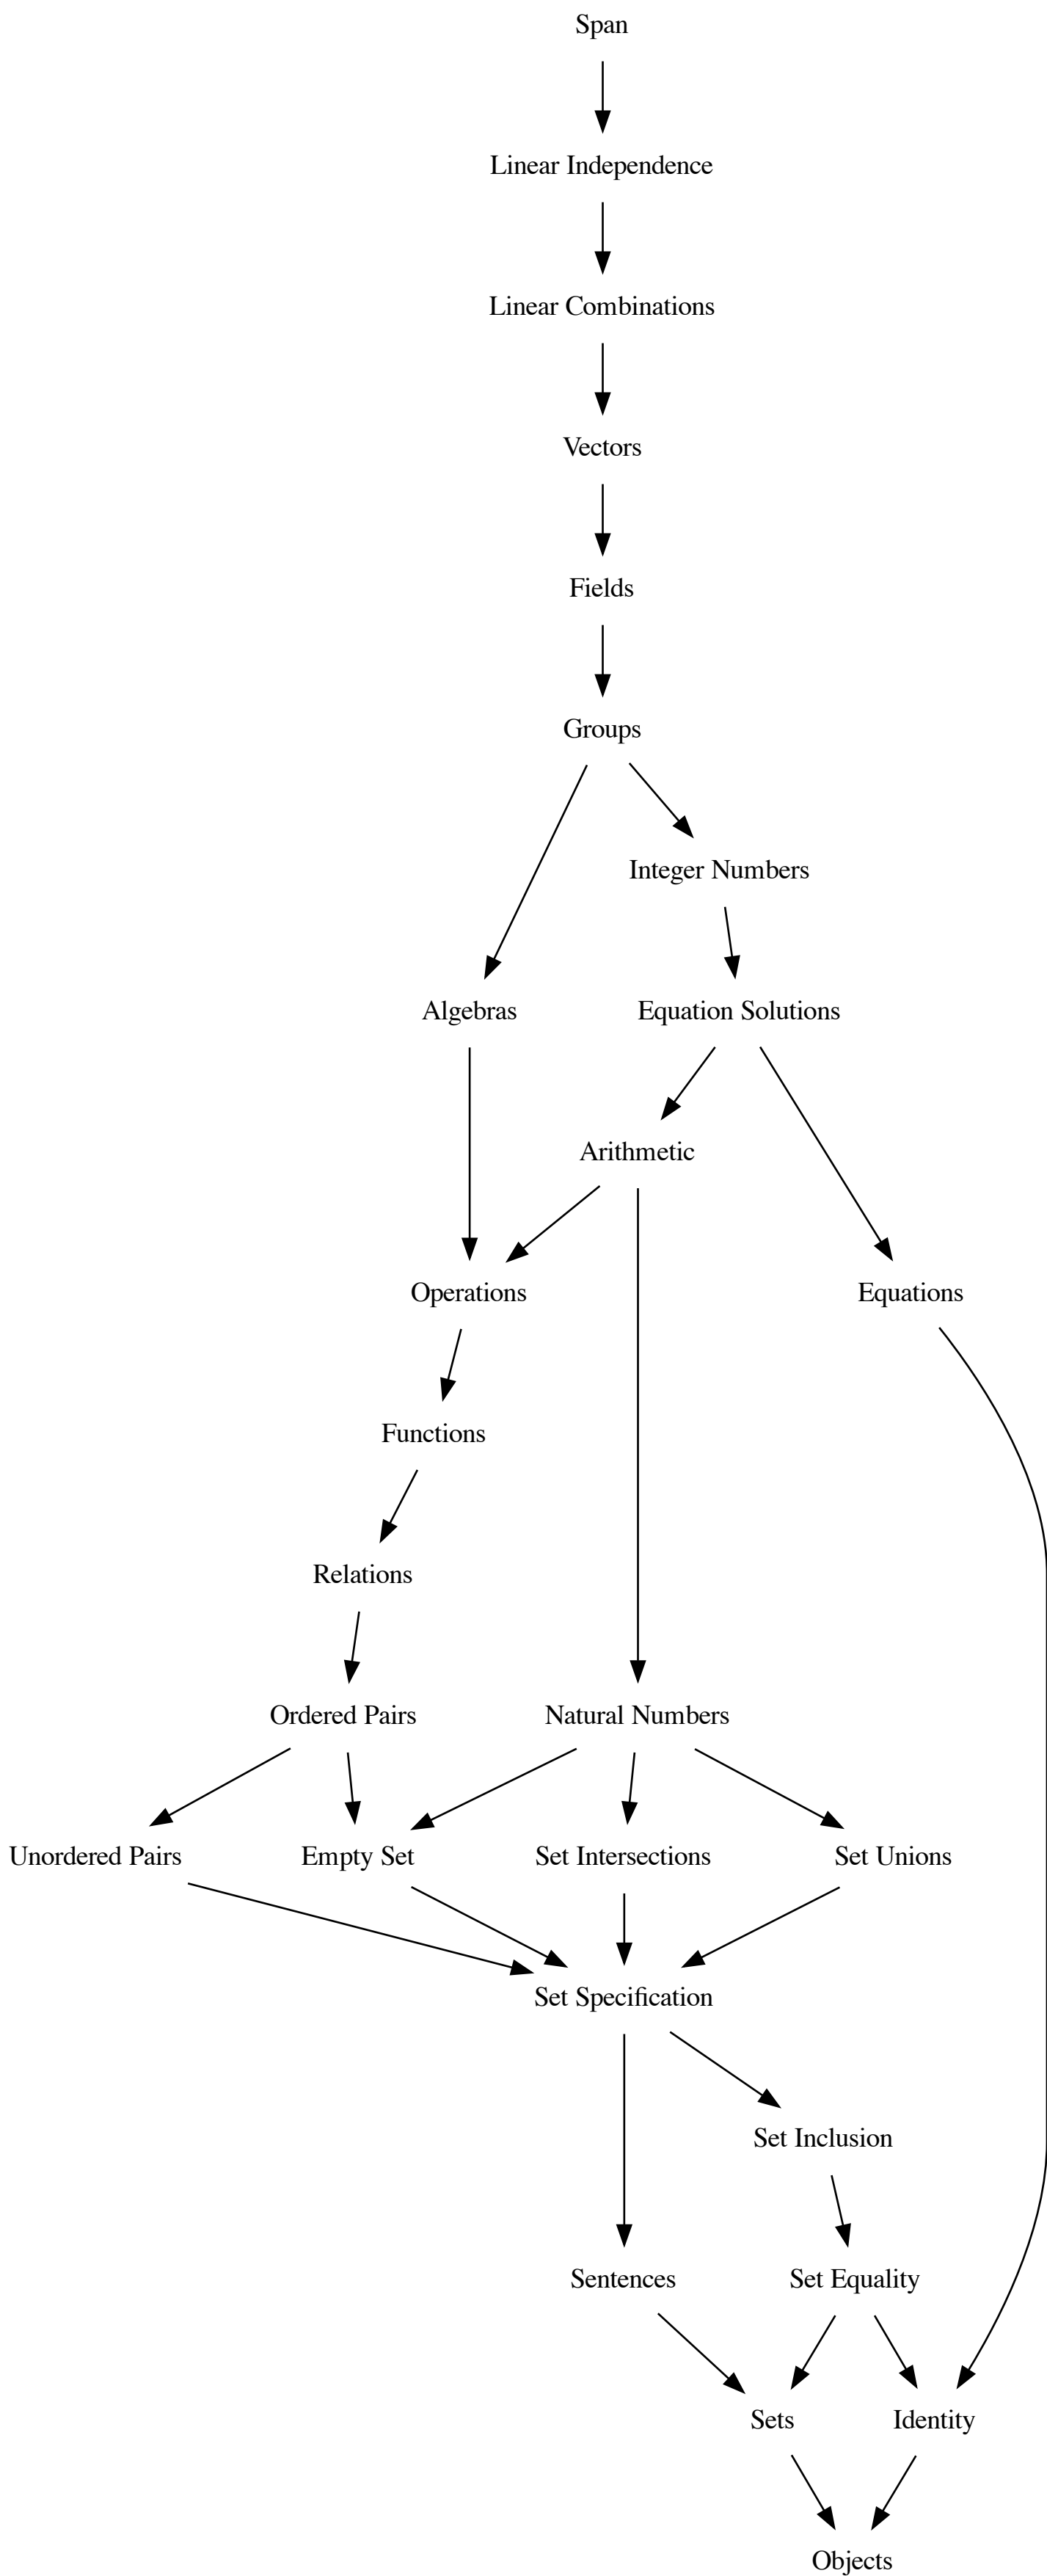 Span
Linear Independence
Linear Combinations
Vectors
Fields
Groups
Integer Numbers
Algebras
Equation Solutions
Arithmetic
Operations
Equations
Functions
Relations
Ordered Pairs
Natural Numbers
Unordered Pairs
Empty Set
Set Intersections
Set Unions
Set Specification
Set Inclusion
Sentences
Set Equality
Sets
Identity
Objects